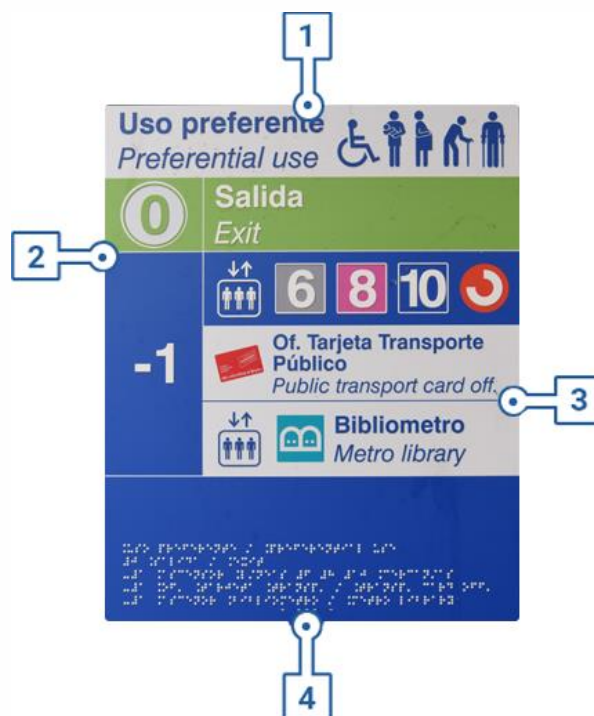 1
Uso preferente
Preferential use
0 Salida
Exit
2
6 8 10
-1
Of. Tarjeta Transporte
Público
Public transport card off.
3
Bibliometro
Metro library
4